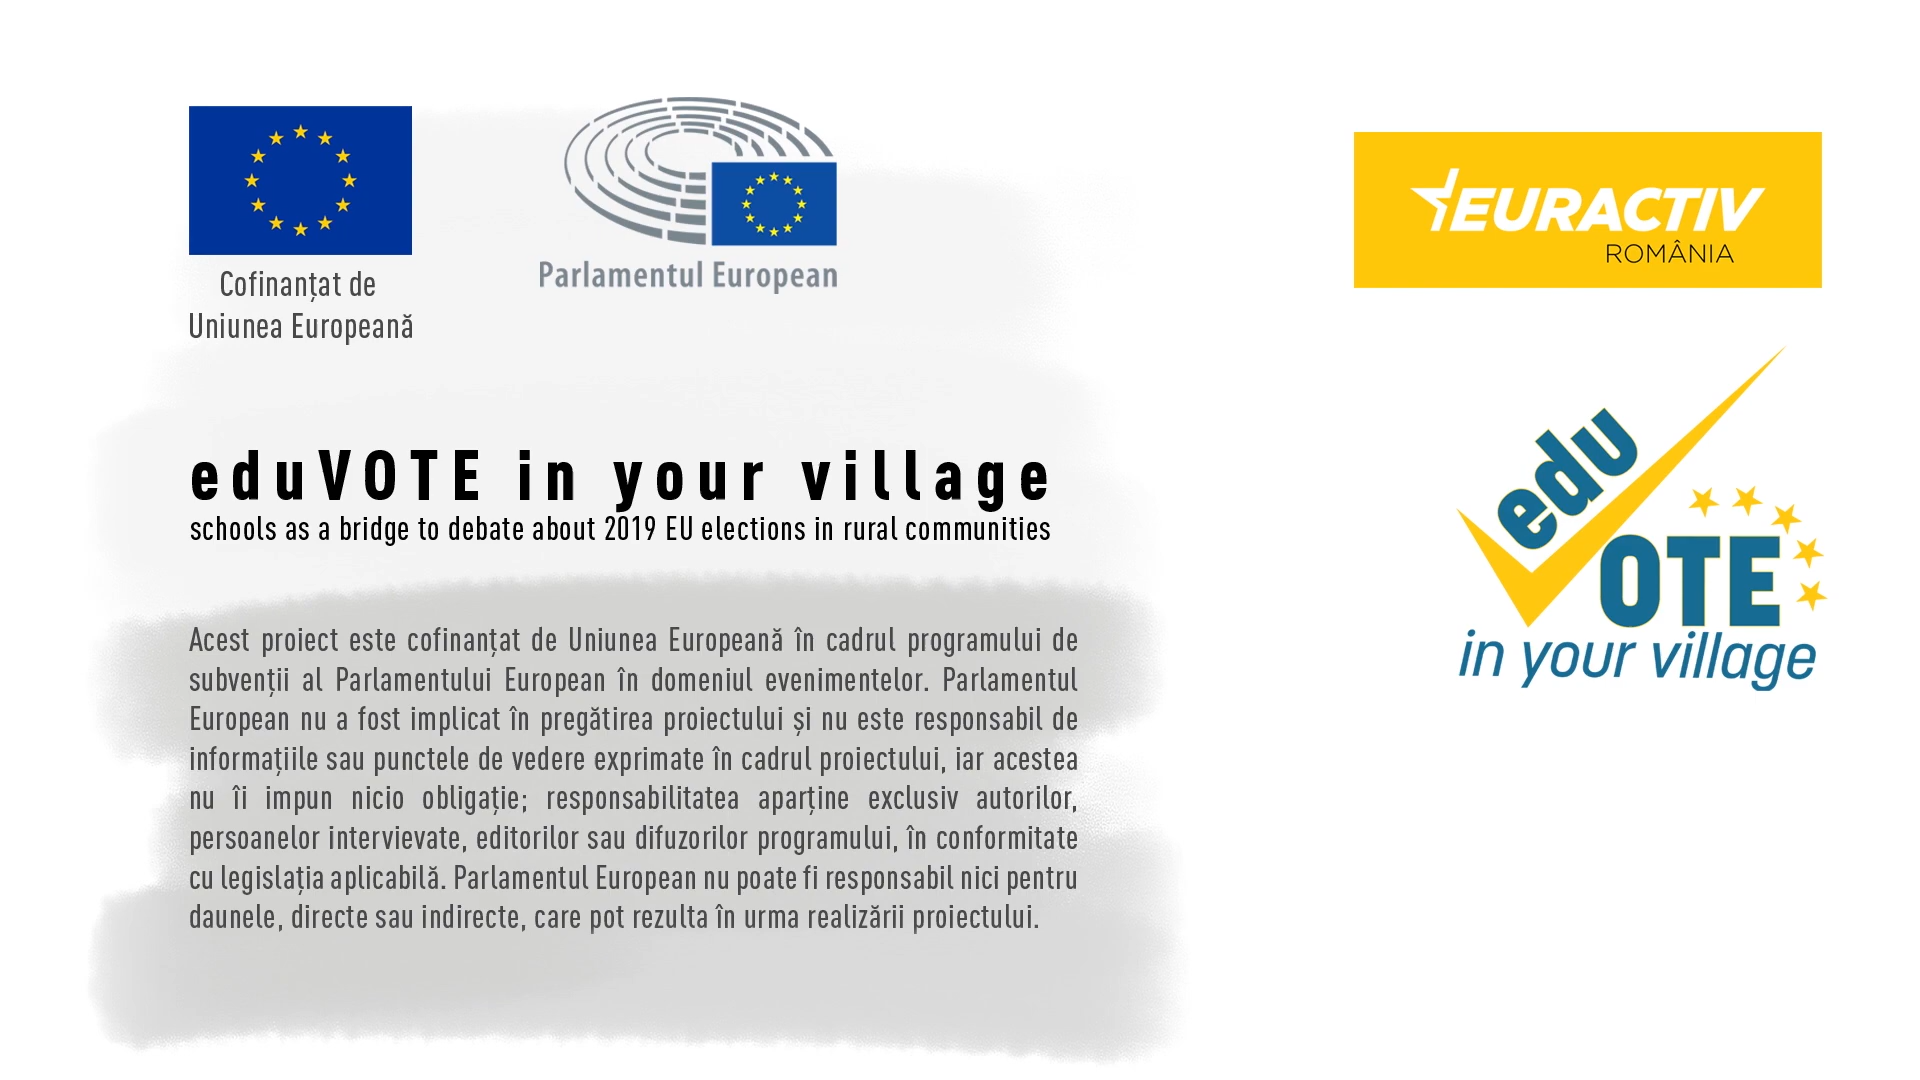 Cofinanțat de
Uniunea Europeană
Parlamentul European
EURACTIV
ROMÂNIA
eduVOTE in your village
schools as a bridge to debate about 2019 EU elections in rural communities
edu
VOTE
in your village
Acest proiect este cofinanțat de Uniunea Europeană în cadrul programului de
subvenții al Parlamentului European în domeniul evenimentelor. Parlamentul
European nu a fost implicat în pregătirea proiectului și nu este responsabil de
informațiile sau punctele de vedere exprimate în cadrul proiectului, iar acestea
nu îi impun nicio obligație; responsabilitatea aparține exclusiv autorilor,
persoanelor intervievate, editorilor sau difuzorilor programului, în conformitate
cu legislația aplicabilă. Parlamentul European nu poate fi responsabil nici pentru
daunele, directe sau indirecte, care pot rezulta în urma realizării proiectului.